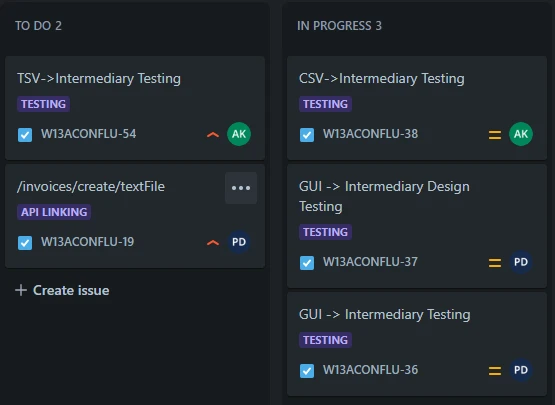 TO DO 2
TSV->Intermediary Testing
TESTING
W13ACONFLU-54
AK
/invoices/create/textFile
API LINKING
W13ACONFLU-19
PD
+ Create issue
IN PROGRESS 3
CSV->Intermediary Testing
TESTING
W13ACONFLU-38
AK
GUI -> Intermediary Design
Testing
TESTING
W13ACONFLU-37
PD
GUI -> Intermediary Testing
TESTING
W13ACONFLU-36
PD